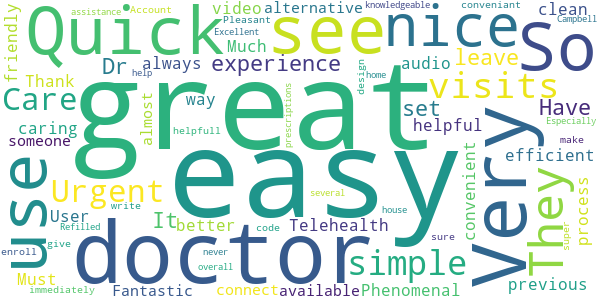 assistance Account
video alternative
knowledgeable
conveniant
Quick
see
nice
So
clean
Campbell
friendly
Pleasant
Excellent
Much
Dr always experience
audio
leave
Thank
help
design
home
visits
great
Care
way
set
Have
Especially
caring
almost
helpfull
prescriptions
helpful
someone
easy
very
efficient
make
convenient
They
super
process
use
Urgent
several
User
write
It better
code
house
Telehealth
Refilled
doctor
never
sure
enroll
give
overall
simple
Must
immediately
Fantastic
connect available Phenomenal
previous